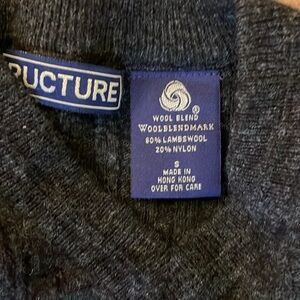 RUCTURE
®
WOOL BLEND
WOOLBLENDMARK
80% LAMBSWOOL
20% NYLON
S
MADE IN
HONG KONG
OVER FOR CARE